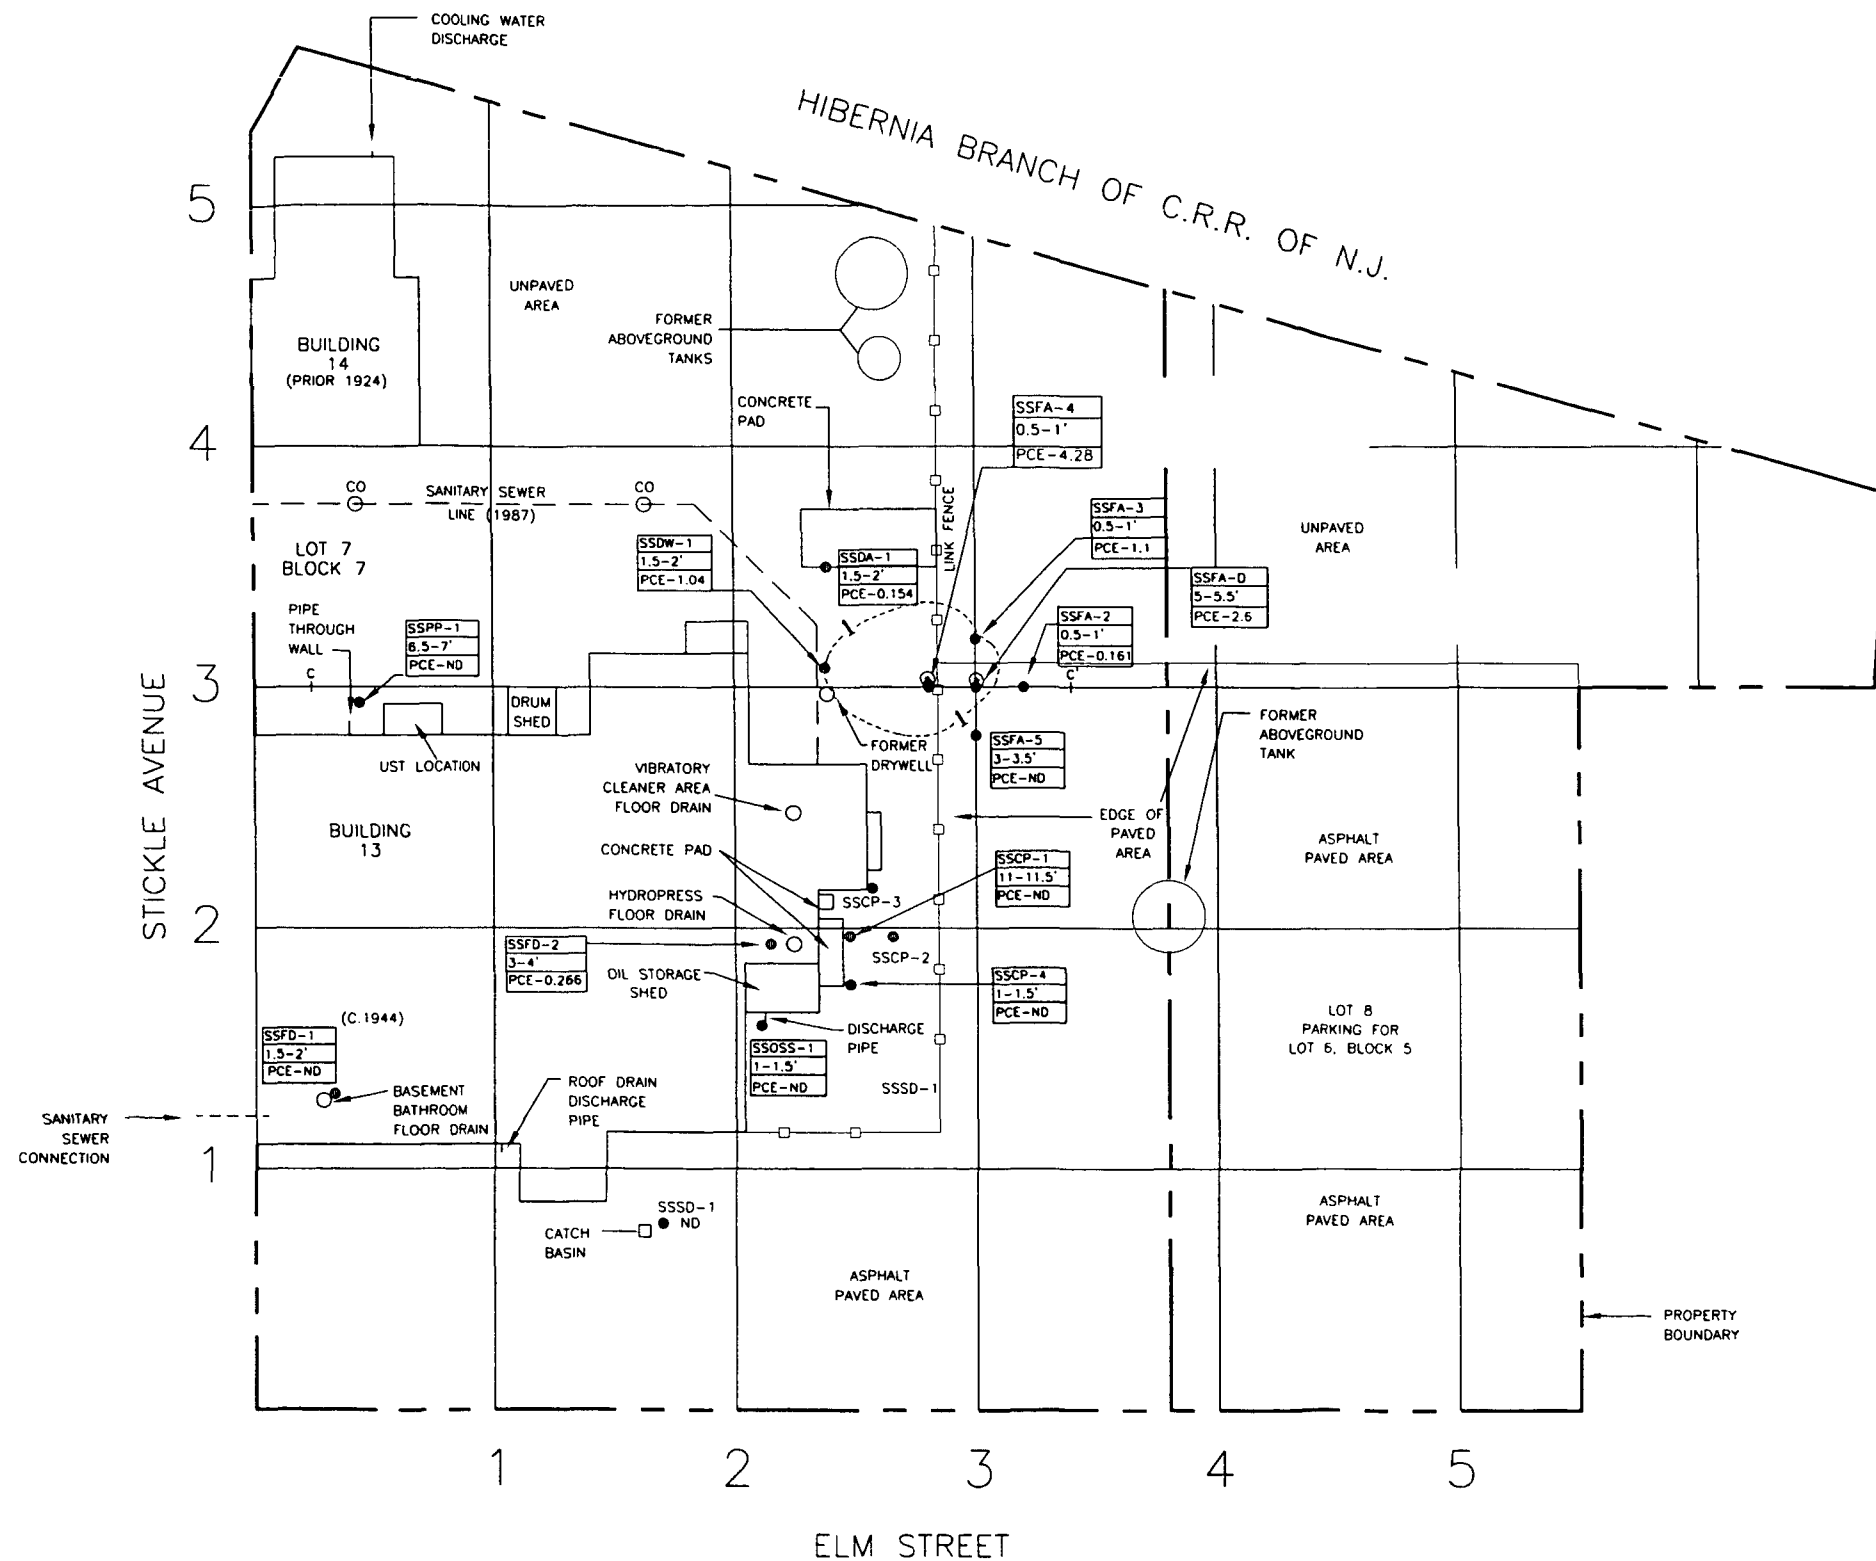 COOLING WATER
DISCHARGE
HIBERNIA BRANCH OF C.R.R. OF N.J.
5
UNPAVED
AREA
FORMER
ABOVEGROUND
TANKS
BUILDING
14
(PRIOR 1924)
CONCRETE
PAD
SSFA-4
0.5-1'
PCE-4.28
4
CO
SANITARY SEWER
LINE (1987)
CO
LINK FENCE
SSFA-3
0.5-1'
PCE-1.1
UNPAVED
AREA
LOT 7
BLOCK 7
SSDW-1
1.5-2'
PCE-1.04
SSDA-1
1.5-2'
PCE-0.154
SSFA-D
5-5.5'
PCE-2.6
PIPE
THROUGH
WALL
SSPP-1
6.5-7'
PCE-ND
SSFA-2
0.5-1'
PCE-0.161
C
C'
3
DRUM
SHED
UST LOCATION
FORMER
DRYWELL
SSFA-5
3-3.5'
PCE-ND
FORMER
ABOVEGROUND
TANK
STICKLE AVENUE
VIBRATORY
CLEANER AREA
FLOOR DRAIN
EDGE OF
PAVED
AREA
BUILDING
13
ASPHALT
PAVED AREA
CONCRETE PAD
SSCP-1
11-11.5'
PCE-ND
HYDROPRESS
FLOOR DRAIN
SSCP-3
2
SSFD-2
3-4'
PCE-0.266
SSCP-2
OIL STORAGE
SHED
SSCP-4
1-1.5'
PCE-ND
(C.1944)
SSFD-1
1.5-2'
PCE-ND
DISCHARGE
PIPE
SSOSS-1
1-1.5'
PCE-ND
SSSD-1
LOT 8
PARKING FOR
LOT 6, BLOCK 5
BASEMENT
BATHROOM
FLOOR DRAIN
ROOF DRAIN
DISCHARGE
PIPE
SANITARY
SEWER
CONNECTION
1
SSSD-1
ND
CATCH
BASIN
ASPHALT
PAVED AREA
ASPHALT
PAVED AREA
PROPERTY
BOUNDARY
1 2 3 4 5
ELM STREET